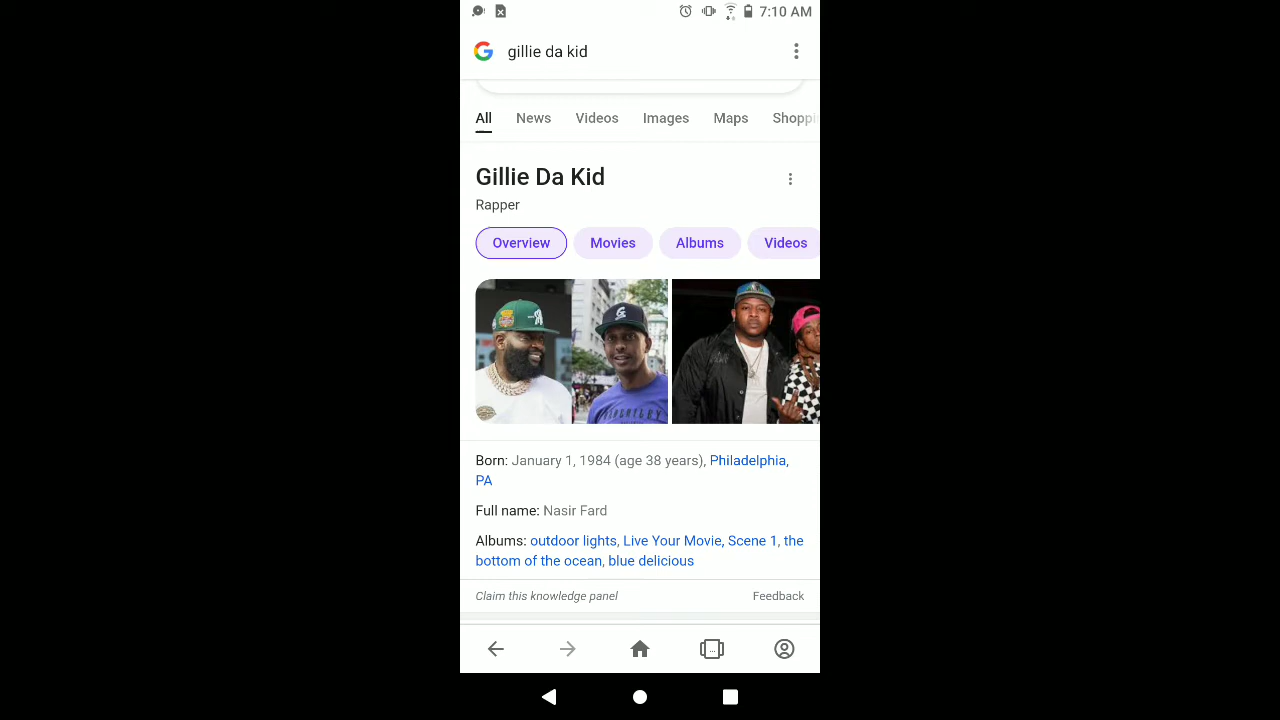 7:10 AM
gillie da kid
All News Videos Images Maps Shoppi
Gillie Da Kid
Rapper
Overview Movies Albums Videos
Born: January 1, 1984 (age 38 years), Philadelphia,
PA
Full name: Nasir Fard
Albums: outdoor lights, Live Your Movie, Scene 1, the
bottom of the ocean, blue delicious
Claim this knowledge panel Feedback